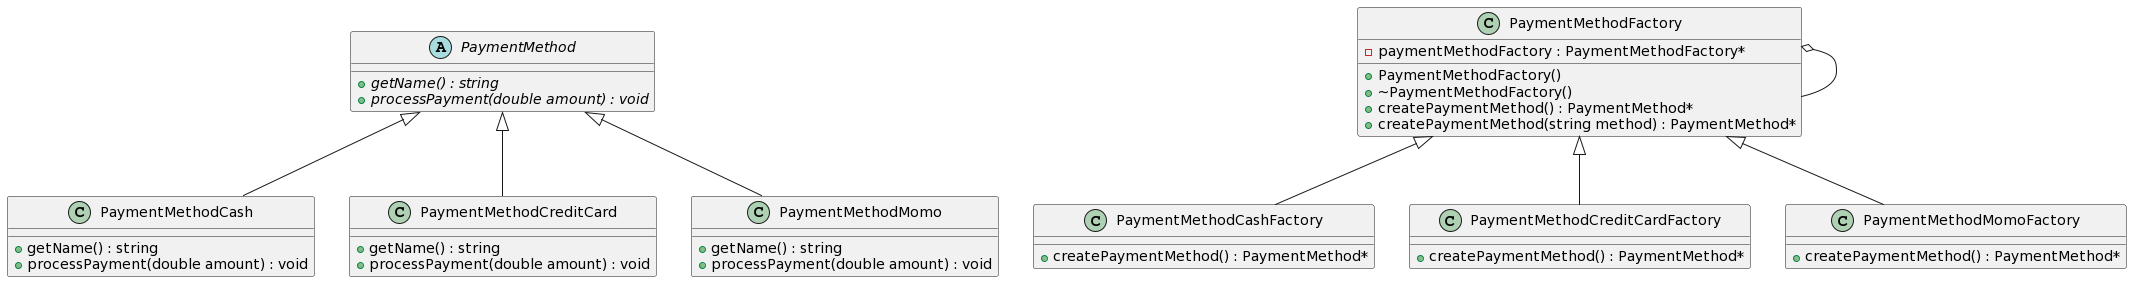 A PaymentMethod
getName() : string
processPayment(double amount) : void
C PaymentMethodFactory
paymentMethodFactory : PaymentMethodFactory*
PaymentMethodFactory()
~PaymentMethodFactory()
createPaymentMethod() : PaymentMethod*
createPaymentMethod(string method) : PaymentMethod*
C PaymentMethodCash
getName() : string
processPayment(double amount) : void
C PaymentMethodCreditCard
getName() : string
processPayment(double amount) : void
C PaymentMethodMomo
getName() : string
processPayment(double amount) : void
C PaymentMethodCashFactory
createPaymentMethod() : PaymentMethod*
C PaymentMethodCreditCardFactory
createPaymentMethod() : PaymentMethod*
C PaymentMethodMomoFactory
createPaymentMethod() : PaymentMethod*